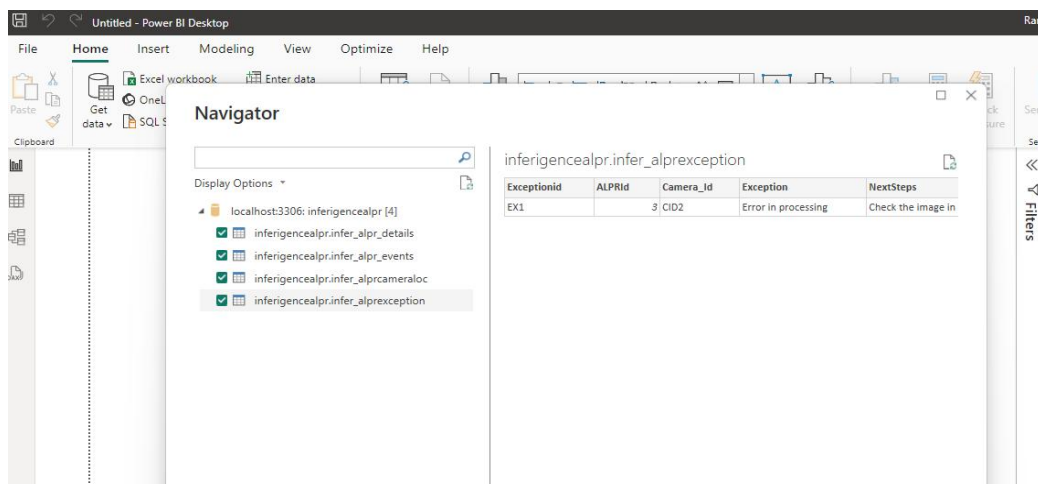 Untitled - Power BI Desktop
File Home Insert Modeling View Optimize Help
Excel workbook Enter data
Paste Get data OneL
SQL S
Clipboard
Navigator
Display Options
localhost:3306: inferigencealpr [4]
inferigencealpr.infer_alpr_details
inferigencealpr.infer_alpr_events
inferigencealpr.infer_alprcameraloc
inferigencealpr.infer_alprexception
inferigencealpr.infer_alprexception
Exceptionid ALPRId Camera_Id Exception NextSteps
EX1 3 CID2 Error in processing Check the image in
Filters